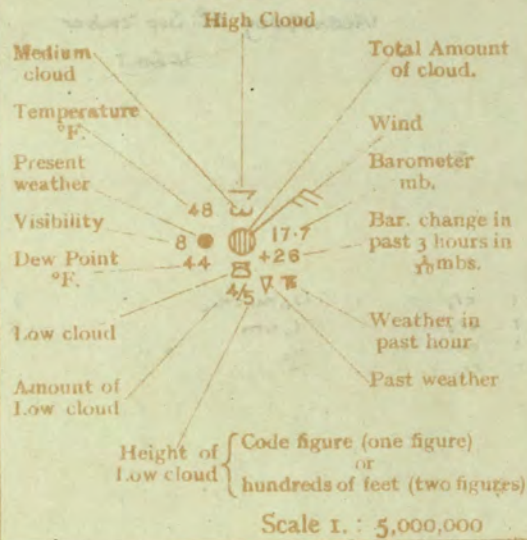 High Cloud
Medium
cloud
Total Amount
of cloud.
Temperature
°F.
Wind
Present
weather
Barometer
mb.
48
Visibility
8
17.7
Bar. change in
past 3 hours in
1/10 mbs.
Dew Point
°F.
44
+26
4/5
Low cloud
Weather in
past hour
Amount of
Low cloud
Past weather
Height of
Low cloud
Code figure (one figure)
or
hundreds of feet (two figures)
Scale 1. : 5,000,000